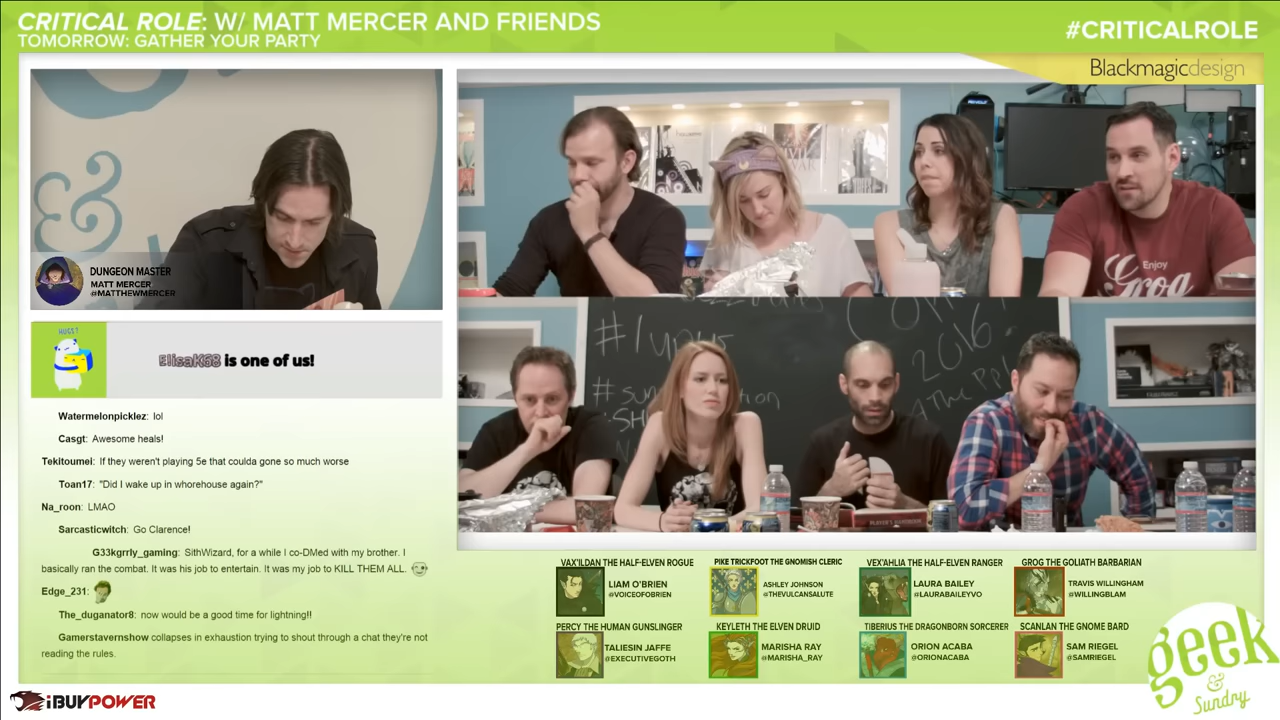 CRITICAL ROLE: W/ MATT MERCER AND FRIENDS
TOMORROW: GATHER YOUR PARTY
#CRITICALROLE
Blackmagicdesign
&
DUNGEON MASTER
MATT MERCER
@MATTHEWMERCER
HUGS!
ElisaK68 is one of us!
Watermelonpicklez: lol
Casgt: Awesome heals!
Tekitoumei: If they weren't playing 5e that coulda gone so much worse
Toan17: "Did I wake up in whorehouse again?"
Na_roon: LMAO
Sarcasticwitch: Go Clarence!
G33kgrrly_gaming: SithWizard, for a while I co-DMed with my brother. I
basically ran the combat. It was his job to entertain. It was my job to KILL THEM ALL.
Edge_231:
The_duganator8: now would be a good time for lightning!!
Gamerstavernshow collapses in exhaustion trying to shout through a chat they're not
reading the rules.
Enjoy
Grog
2016
PLAYER'S HANDBOOK
VAX'ILDAN THE HALF-ELVEN ROGUE
LIAM O'BRIEN
@VOICEOFOBRIEN
PIKE TRICKFOOT THE GNOMISH CLERIC
ASHLEY JOHNSON
@THEVULCANSALUTE
VEX'AHLIA THE HALF-ELVEN RANGER
LAURA BAILEY
@LAURABAILEYVO
GROG THE GOLIATH BARBARIAN
TRAVIS WILLINGHAM
@WILLINGBLAM
PERCY THE HUMAN GUNSLINGER
TALIESIN JAFFE
@EXECUTIVEGOTH
KEYLETH THE ELVEN DRUID
MARISHA RAY
@MARISHA_RAY
TIBERIUS THE DRAGONBORN SORCERER
ORION ACABA
@ORIONACABA
SCANLAN THE GNOME BARD
SAM RIEGEL
@SAMRIEGEL
geek
&
Sundry
iBUYPOWER